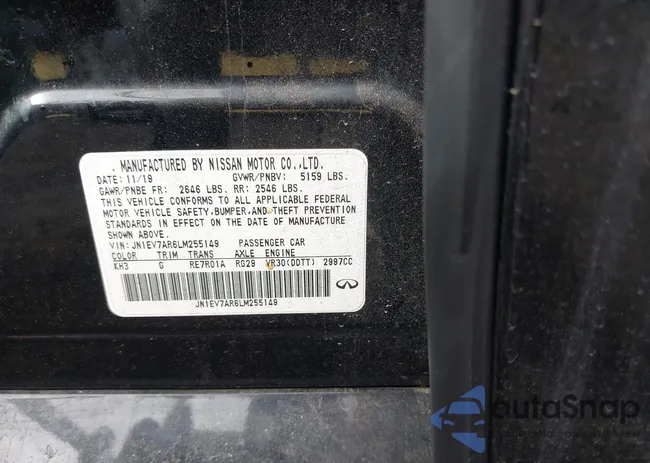 MANUFACTURED BY NISSAN MOTOR CO.,LTD.
DATE: 11/19 GVWR/PNBV: 5159 LBS.
GAWR/PNBE FR: 2646 LBS. RR: 2546 LBS.
THIS VEHICLE CONFORMS TO ALL APPLICABLE FEDERAL
MOTOR VEHICLE SAFETY,BUMPER,AND THEFT PREVENTION
STANDARDS IN EFFECT ON THE DATE OF MANUFACTURE
SHOWN ABOVE.
VIN: JN1EV7AR6LM255149 PASSENGER CAR
COLOR TRIM TRANS AXLE ENGINE
KH3 G RE7R01A RG29 VR30(DDTT) 2997CC
JN1EV7AR6LM255149
autoSnap